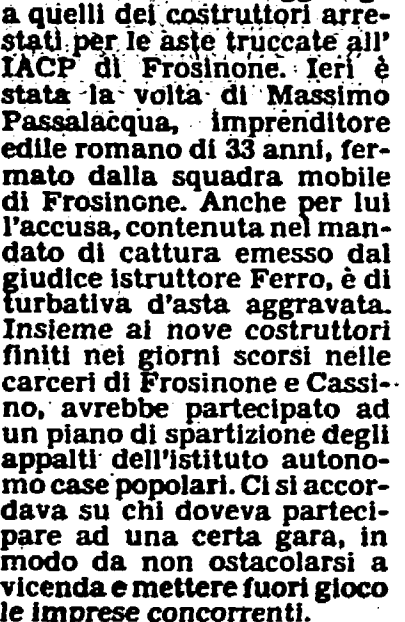 a quelli dei costruttori arre-
stati per le aste truccate all'
IACP di Frosinone. Ieri è
stata la volta di Massimo
Passalacqua, imprenditore
edile romano di 33 anni, fer-
mato dalla squadra mobile
di Frosinone. Anche per lui
l'accusa, contenuta nel man-
dato di cattura emesso dal
giudice istruttore Ferro, è di
turbativa d'asta aggravata.
Insieme ai nove costruttori
finiti nei giorni scorsi nelle
carceri di Frosinone e Cassi-
no, avrebbe partecipato ad
un piano di spartizione degli
appalti dell'istituto autono-
mo case popolari. Ci si accor-
dava su chi doveva parteci-
pare ad una certa gara, in
modo da non ostacolarsi a
vicenda e mettere fuori gioco
le imprese concorrenti.